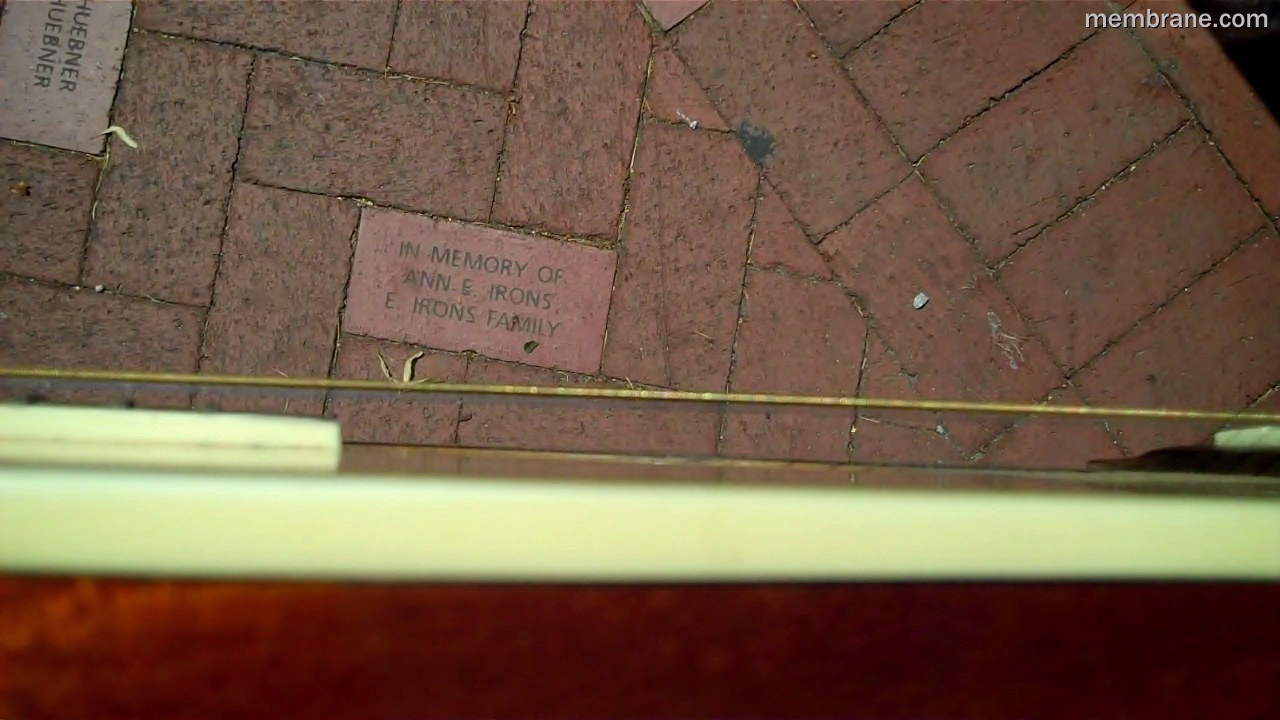 membrane.com
HUEBNER
HUEBNER
IN MEMORY OF
ANN E. IRONS
E. IRONS FAMILY